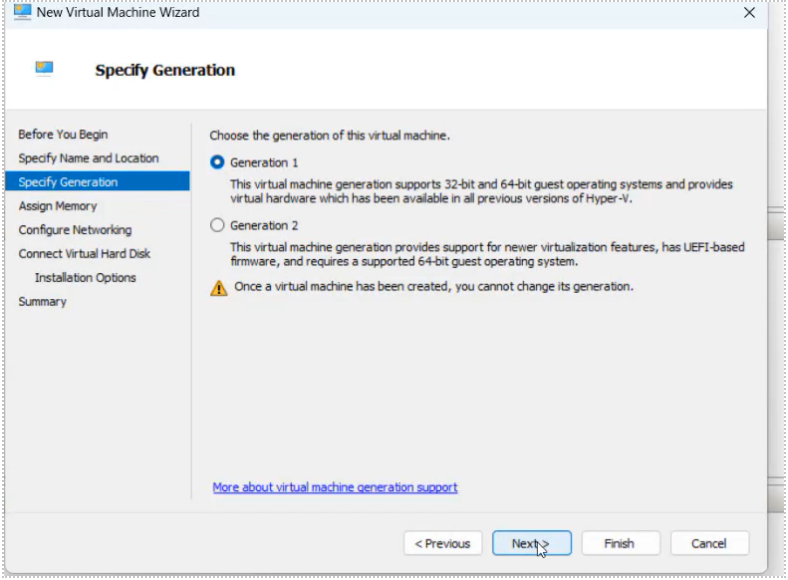 New Virtual Machine Wizard
Specify Generation
Before You Begin
Specify Name and Location
Specify Generation
Assign Memory
Configure Networking
Connect Virtual Hard Disk
Installation Options
Summary
Choose the generation of this virtual machine.
Generation 1
This virtual machine generation supports 32-bit and 64-bit guest operating systems and provides
virtual hardware which has been available in all previous versions of Hyper-V.
Generation 2
This virtual machine generation provides support for newer virtualization features, has UEFI-based
firmware, and requires a supported 64-bit guest operating system.
Once a virtual machine has been created, you cannot change its generation.
More about virtual machine generation support
< Previous
Next >
Finish
Cancel